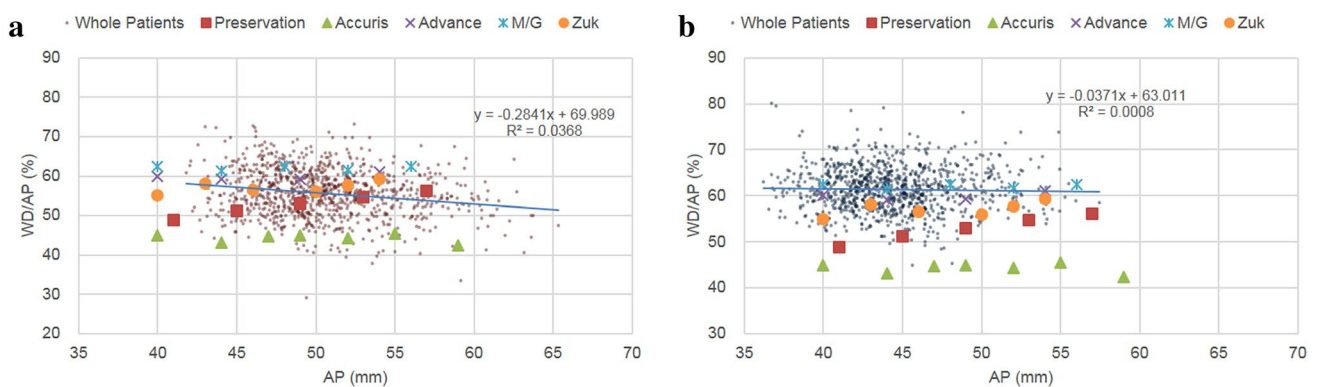 a
Whole Patients Preservation Accuris Advance M/G Zuk
90
80
70
60
50
40
30
20
WD/AP (%)
y = -0.2841x + 69.989
R² = 0.0368
35 40 45 50 55 60 65 70
AP (mm)
b
Whole Patients Preservation Accuris Advance M/G Zuk
90
80
70
60
50
40
30
WD/AP (%)
y = -0.0371x + 63.011
R² = 0.0008
35 40 45 50 55 60 65 70
AP (mm)